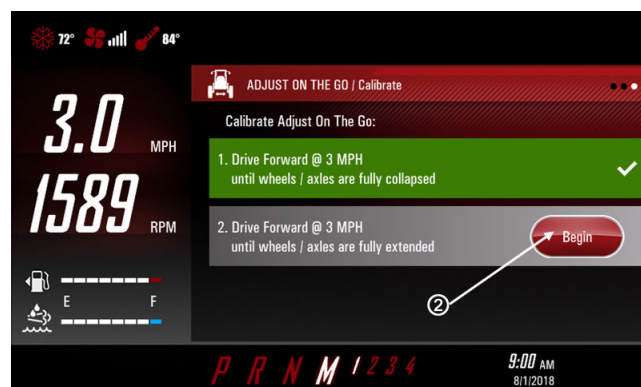 72° 84°
ADJUST ON THE GO / Calibrate
3.0 MPH
1589 RPM
E F
Calibrate Adjust On The Go:
1. Drive Forward @ 3 MPH
until wheels / axles are fully collapsed
2. Drive Forward @ 3 MPH
until wheels / axles are fully extended
Begin
2
P R N M 1 2 3 4
9:00 AM
8/1/2018